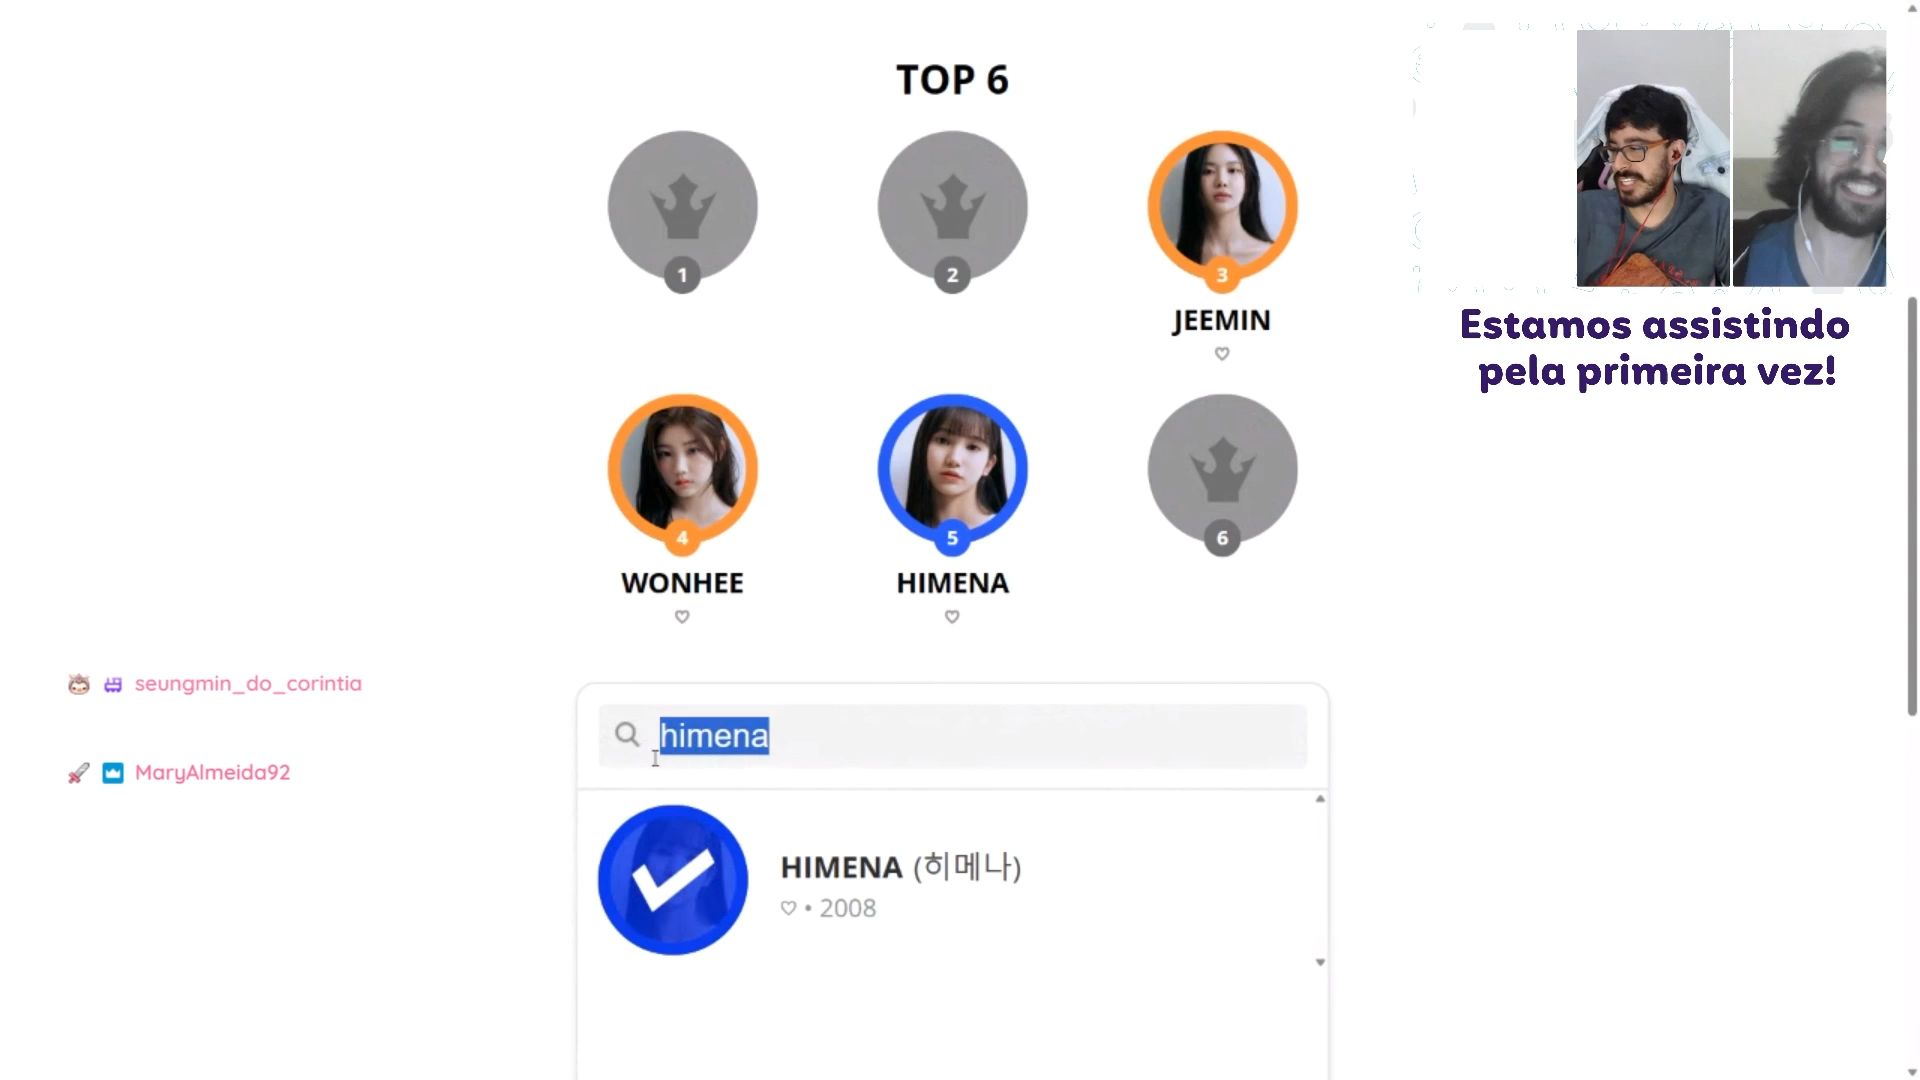 TOP 6
1
2
3
JEEMIN
4
5
6
WONHEE
HIMENA
Estamos assistindo
pela primeira vez!
seungmin_do_corintia
MaryAlmeida92
himena
HIMENA (히메나)
♡ • 2008